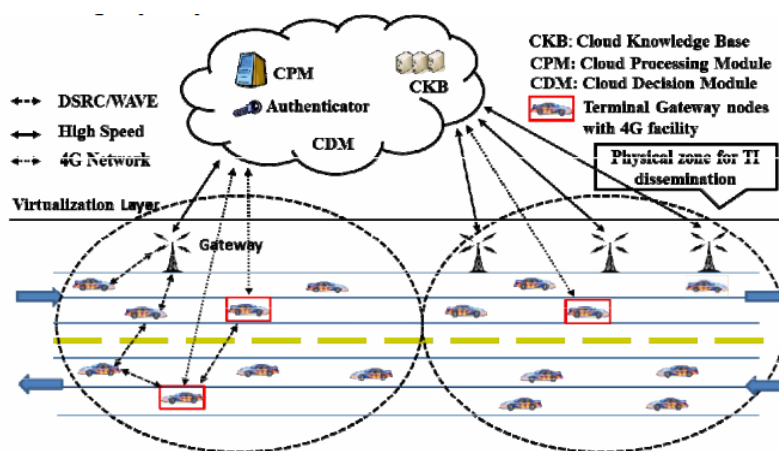 CPM
CKB
Authenticator
CDM
CKB: Cloud Knowledge Base
CPM: Cloud Processing Module
CDM: Cloud Decision Module
Terminal Gateway nodes
with 4G facility
DSRC/WAVE
High Speed
4G Network
Physical zone for TI
dissemination
Virtualization Layer
Gateway